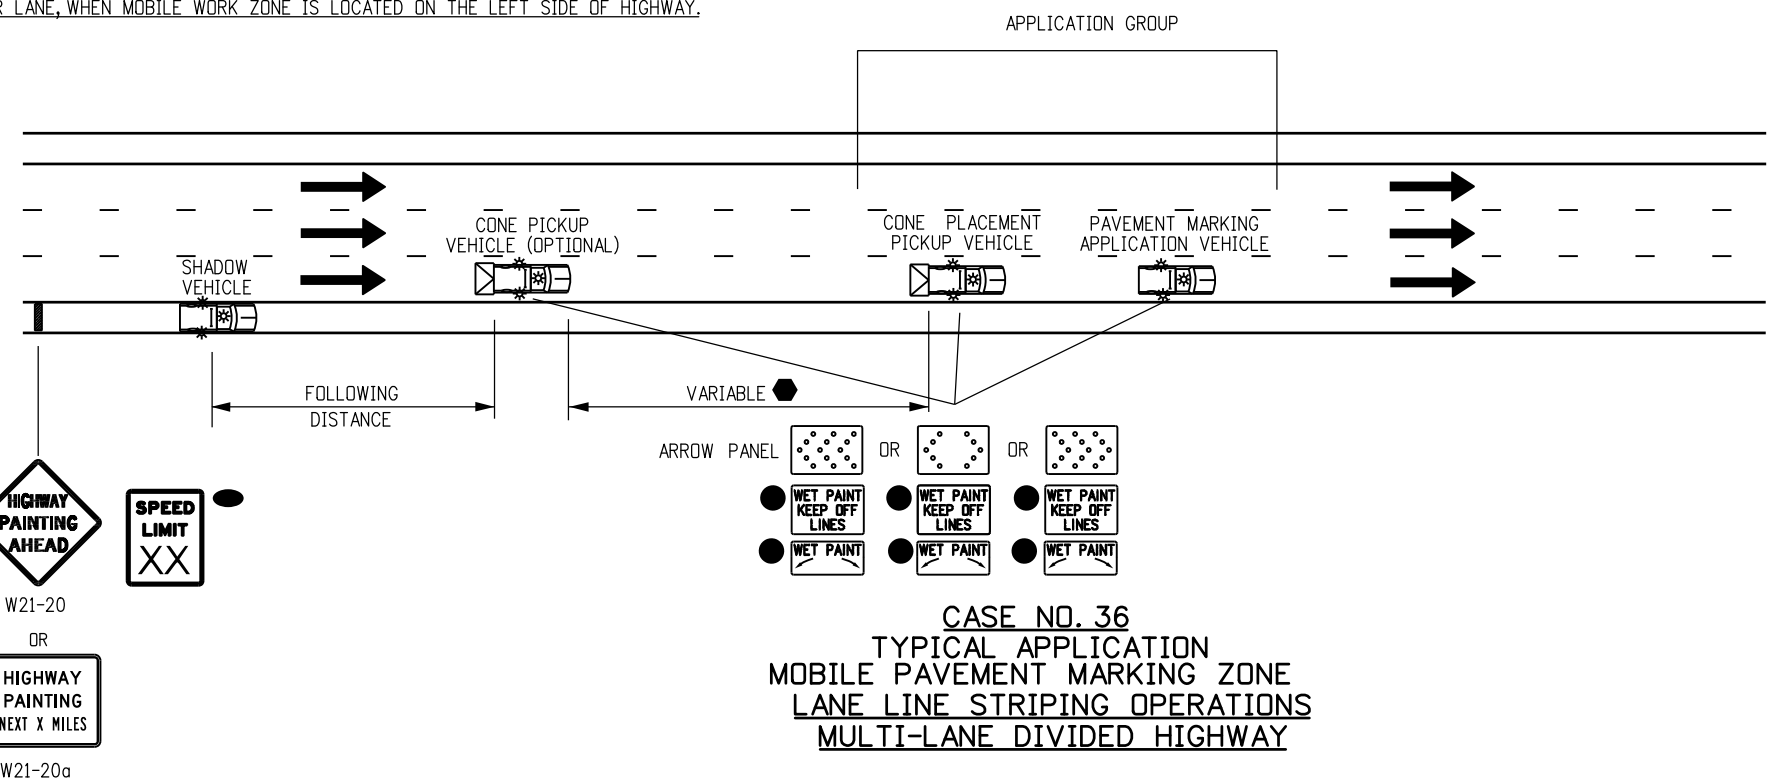 R LANE, WHEN MOBILE WORK ZONE IS LOCATED ON THE LEFT SIDE OF HIGHWAY.
APPLICATION GROUP
CONE PICKUP
VEHICLE (OPTIONAL)
CONE PLACEMENT
PICKUP VEHICLE
PAVEMENT MARKING
APPLICATION VEHICLE
SHADOW
VEHICLE
FOLLOWING
DISTANCE
VARIABLE
ARROW PANEL
OR
OR
HIGHWAY
PAINTING
AHEAD
SPEED
LIMIT
XX
WET PAINT
KEEP OFF
LINES
WET PAINT
KEEP OFF
LINES
WET PAINT
KEEP OFF
LINES
WET PAINT
WET PAINT
WET PAINT
W21-20
OR
HIGHWAY
PAINTING
NEXT X MILES
W21-20a
CASE NO. 36
TYPICAL APPLICATION
MOBILE PAVEMENT MARKING ZONE
LANE LINE STRIPING OPERATIONS
MULTI-LANE DIVIDED HIGHWAY